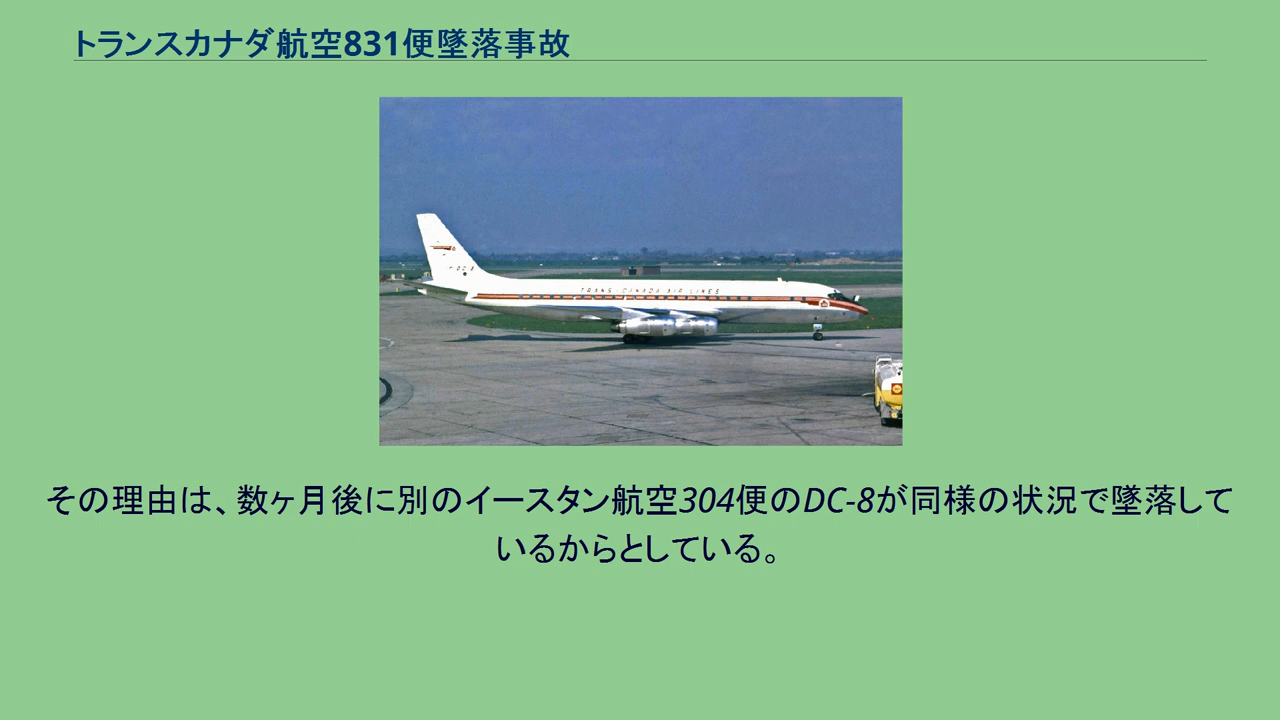 トランスカナダ航空831便墜落事故
DC-8
TRANS-CANADA AIR LINES
その理由は、数ヶ月後に別のイースタン航空304便のDC-8が同様の状況で墜落して
いるからとしている。